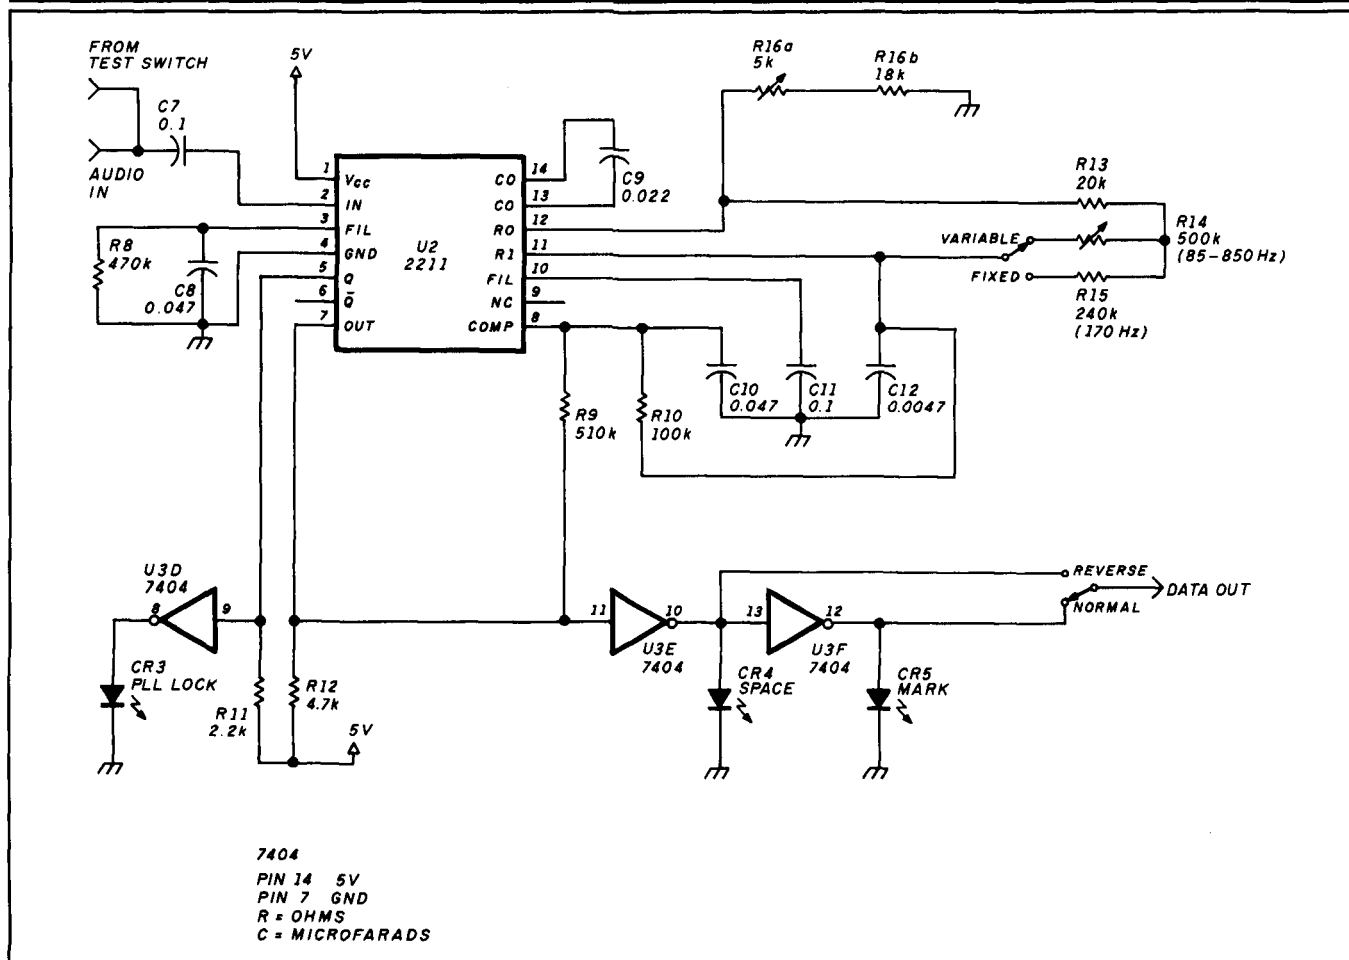 FROM
TEST SWITCH
C7
0.1
AUDIO
IN
5V
R16a
5k
R16b
18k
R13
20k
R14
500k
(85-850 Hz)
VARIABLE
FIXED
R15
240k
(170 Hz)
C9
0.022
1
VCC
2
IN
3
FIL
4
GND
5
Q
6
Q̅
7
OUT
U2
2211
14
CO
13
CO
12
RO
11
R1
10
FIL
9
NC
8
COMP
R8
470k
C8
0.047
R9
510k
R10
100k
C10
0.047
C11
0.1
C12
0.0047
U3D
7404
8
9
CR3
PLL LOCK
R11
2.2k
R12
4.7k
5V
11
10
U3E
7404
13
12
U3F
7404
CR4
SPACE
CR5
MARK
REVERSE
NORMAL
DATA OUT
7404
PIN 14 5V
PIN 7 GND
R = OHMS
C = MICROFARADS